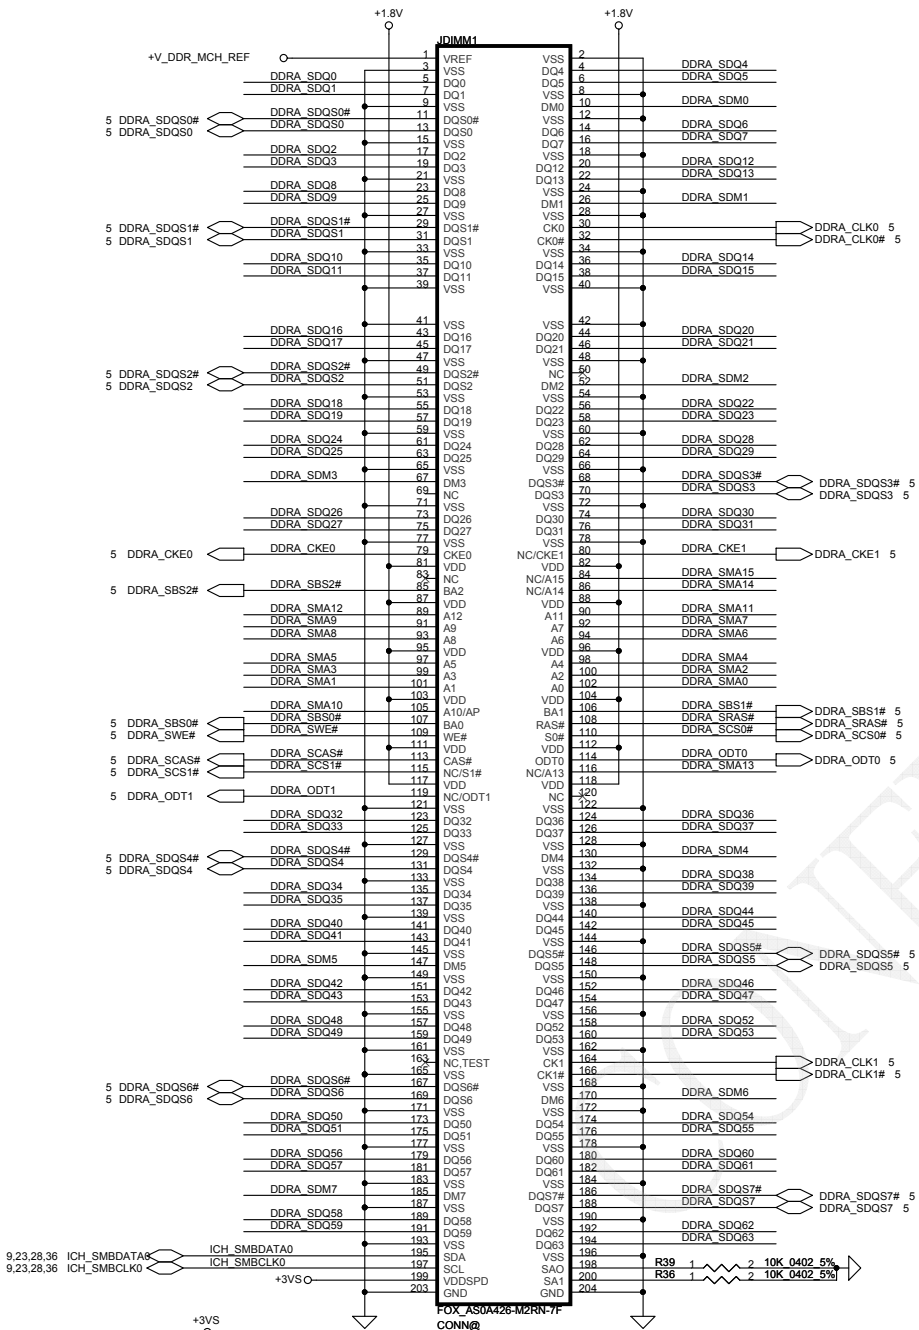 +1.8V +1.8V
JDIMM1
+V_DDR_MCH_REF 1 VREF VSS 2
3 VSS DQ4 4 DDRA_SDQ4
DDRA_SDQ0 5 DQ0 DQ5 6 DDRA_SDQ5
DDRA_SDQ1 7 DQ1 VSS 8
9 VSS DM0 10 DDRA_SDM0
5 DDRA_SDQS0# DDRA_SDQS0# 11 DQS0# VSS 12
5 DDRA_SDQS0 DDRA_SDQS0 13 DQS0 DQ6 14 DDRA_SDQ6
15 VSS DQ7 16 DDRA_SDQ7
DDRA_SDQ2 17 DQ2 VSS 18
DDRA_SDQ3 19 DQ3 DQ12 20 DDRA_SDQ12
21 VSS DQ13 22 DDRA_SDQ13
DDRA_SDQ8 23 DQ8 VSS 24
DDRA_SDQ9 25 DQ9 DM1 26 DDRA_SDM1
27 VSS VSS 28
5 DDRA_SDQS1# DDRA_SDQS1# 29 DQS1# CK0 30 DDRA_CLK0 5
5 DDRA_SDQS1 DDRA_SDQS1 31 DQS1 CK0# 32 DDRA_CLK0# 5
33 VSS VSS 34
DDRA_SDQ10 35 DQ10 DQ14 36 DDRA_SDQ14
DDRA_SDQ11 37 DQ11 DQ15 38 DDRA_SDQ15
39 VSS VSS 40
41 VSS VSS 42
DDRA_SDQ16 43 DQ16 DQ20 44 DDRA_SDQ20
DDRA_SDQ17 45 DQ17 DQ21 46 DDRA_SDQ21
47 VSS VSS 48
5 DDRA_SDQS2# DDRA_SDQS2# 49 DQS2# NC 50
5 DDRA_SDQS2 DDRA_SDQS2 51 DQS2 DM2 52 DDRA_SDM2
53 VSS VSS 54
DDRA_SDQ18 55 DQ18 DQ22 56 DDRA_SDQ22
DDRA_SDQ19 57 DQ19 DQ23 58 DDRA_SDQ23
59 VSS VSS 60
DDRA_SDQ24 61 DQ24 DQ28 62 DDRA_SDQ28
DDRA_SDQ25 63 DQ25 DQ29 64 DDRA_SDQ29
65 VSS VSS 66
DDRA_SDM3 67 DM3 DQS3# 68 DDRA_SDQS3# DDRA_SDQS3# 5
69 NC DQS3 70 DDRA_SDQS3 DDRA_SDQS3 5
71 VSS VSS 72
DDRA_SDQ26 73 DQ26 DQ30 74 DDRA_SDQ30
DDRA_SDQ27 75 DQ27 DQ31 76 DDRA_SDQ31
77 VSS VSS 78
5 DDRA_CKE0 DDRA_CKE0 79 CKE0 NC/CKE1 80 DDRA_CKE1 DDRA_CKE1 5
81 VDD VDD 82
83 NC NC/A15 84 DDRA_SMA15
5 DDRA_SBS2# DDRA_SBS2# 85 BA2 NC/A14 86 DDRA_SMA14
87 VDD VDD 88
DDRA_SMA12 89 A12 A11 90 DDRA_SMA11
DDRA_SMA9 91 A9 A7 92 DDRA_SMA7
DDRA_SMA8 93 A8 A6 94 DDRA_SMA6
95 VDD VDD 96
DDRA_SMA5 97 A5 A4 98 DDRA_SMA4
DDRA_SMA3 99 A3 A2 100 DDRA_SMA2
DDRA_SMA1 101 A1 A0 102 DDRA_SMA0
103 VDD VDD 104
DDRA_SMA10 105 A10/AP BA1 106 DDRA_SBS1# DDRA_SBS1# 5
5 DDRA_SBS0# DDRA_SBS0# 107 BA0 RAS# 108 DDRA_SRAS# DDRA_SRAS# 5
5 DDRA_SWE# DDRA_SWE# 109 WE# S0# 110 DDRA_SCS0# DDRA_SCS0# 5
111 VDD VDD 112
5 DDRA_SCAS# DDRA_SCAS# 113 CAS# ODT0 114 DDRA_ODT0 DDRA_ODT0 5
5 DDRA_SCS1# DDRA_SCS1# 115 NC/S1# NC/A13 116 DDRA_SMA13
117 VDD VDD 118
5 DDRA_ODT1 DDRA_ODT1 119 NC/ODT1 NC 120
121 VSS VSS 122
DDRA_SDQ32 123 DQ32 DQ36 124 DDRA_SDQ36
DDRA_SDQ33 125 DQ33 DQ37 126 DDRA_SDQ37
127 VSS VSS 128
5 DDRA_SDQS4# DDRA_SDQS4# 129 DQS4# DM4 130 DDRA_SDM4
5 DDRA_SDQS4 DDRA_SDQS4 131 DQS4 VSS 132
133 VSS DQ38 134 DDRA_SDQ38
DDRA_SDQ34 135 DQ34 DQ39 136 DDRA_SDQ39
DDRA_SDQ35 137 DQ35 VSS 138
139 VSS DQ44 140 DDRA_SDQ44
DDRA_SDQ40 141 DQ40 DQ45 142 DDRA_SDQ45
DDRA_SDQ41 143 DQ41 VSS 144
145 VSS DQS5# 146 DDRA_SDQS5# DDRA_SDQS5# 5
DDRA_SDM5 147 DM5 DQS5 148 DDRA_SDQS5 DDRA_SDQS5 5
149 VSS VSS 150
DDRA_SDQ42 151 DQ42 DQ46 152 DDRA_SDQ46
DDRA_SDQ43 153 DQ43 DQ47 154 DDRA_SDQ47
155 VSS VSS 156
DDRA_SDQ48 157 DQ48 DQ52 158 DDRA_SDQ52
DDRA_SDQ49 159 DQ49 DQ53 160 DDRA_SDQ53
161 VSS VSS 162
163 NC,TEST CK1 164 DDRA_CLK1 5
165 VSS CK1# 166 DDRA_CLK1# 5
5 DDRA_SDQS6# DDRA_SDQS6# 167 DQS6# VSS 168
5 DDRA_SDQS6 DDRA_SDQS6 169 DQS6 DM6 170 DDRA_SDM6
171 VSS VSS 172
DDRA_SDQ50 173 DQ50 DQ54 174 DDRA_SDQ54
DDRA_SDQ51 175 DQ51 DQ55 176 DDRA_SDQ55
177 VSS VSS 178
DDRA_SDQ56 179 DQ56 DQ60 180 DDRA_SDQ60
DDRA_SDQ57 181 DQ57 DQ61 182 DDRA_SDQ61
183 VSS VSS 184
DDRA_SDM7 185 DM7 DQS7# 186 DDRA_SDQS7# DDRA_SDQS7# 5
187 VSS DQS7 188 DDRA_SDQS7 DDRA_SDQS7 5
DDRA_SDQ58 189 DQ58 VSS 190
DDRA_SDQ59 191 DQ59 DQ62 192 DDRA_SDQ62
193 VSS DQ63 194 DDRA_SDQ63
9,23,28,36 ICH_SMBDATA0 ICH_SMBDATA0 195 SDA VSS 196
9,23,28,36 ICH_SMBCLK0 ICH_SMBCLK0 197 SCL SAO 198 R39 1 2 10K_0402_5%
+3VS 199 VDDSPD SA1 200 R36 1 2 10K_0402_5%
203 GND GND 204
FOX_AS0A426-M2RN-7F
CONN@
+3VS